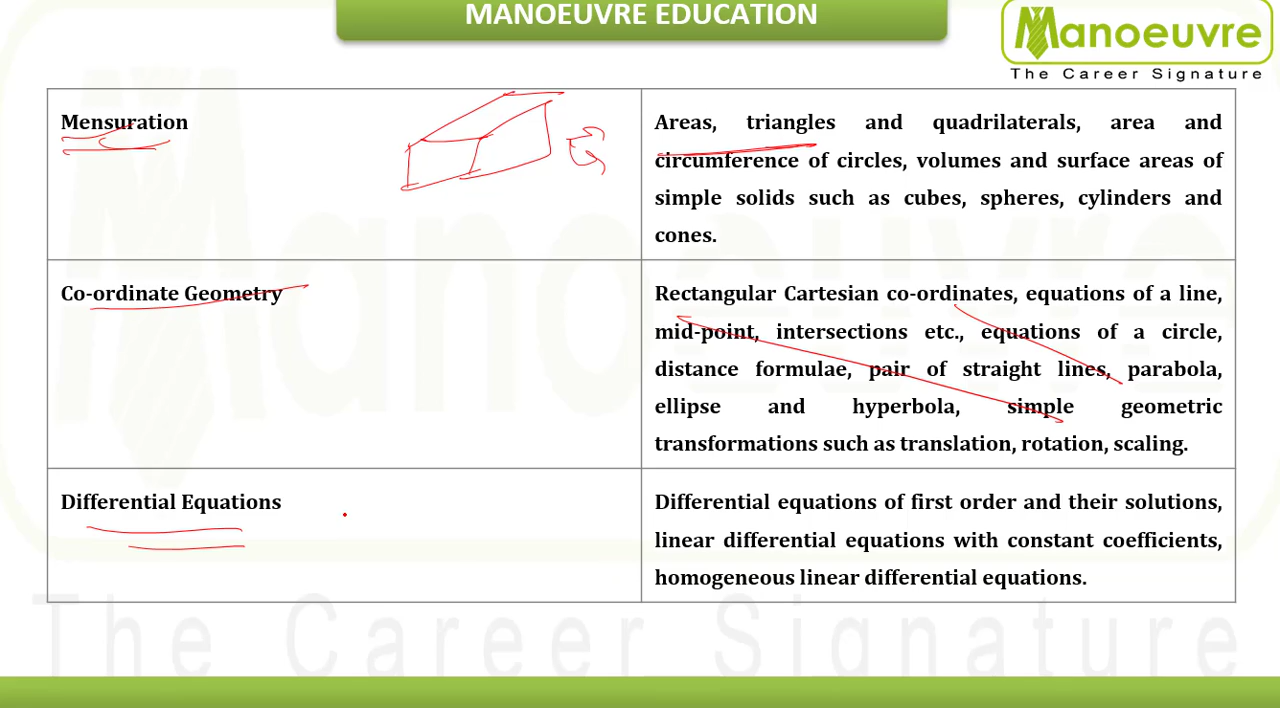 MANOEUVRE EDUCATION
Manoeuvre
The Career Signature
Mensuration
Areas, triangles and quadrilaterals, area and
circumference of circles, volumes and surface areas of
simple solids such as cubes, spheres, cylinders and
cones.
Co-ordinate Geometry
Rectangular Cartesian co-ordinates, equations of a line,
mid-point, intersections etc., equations of a circle,
distance formulae, pair of straight lines, parabola,
ellipse and hyperbola, simple geometric
transformations such as translation, rotation, scaling.
Differential Equations
Differential equations of first order and their solutions,
linear differential equations with constant coefficients,
homogeneous linear differential equations.
Manoeuvre
The Career Signature